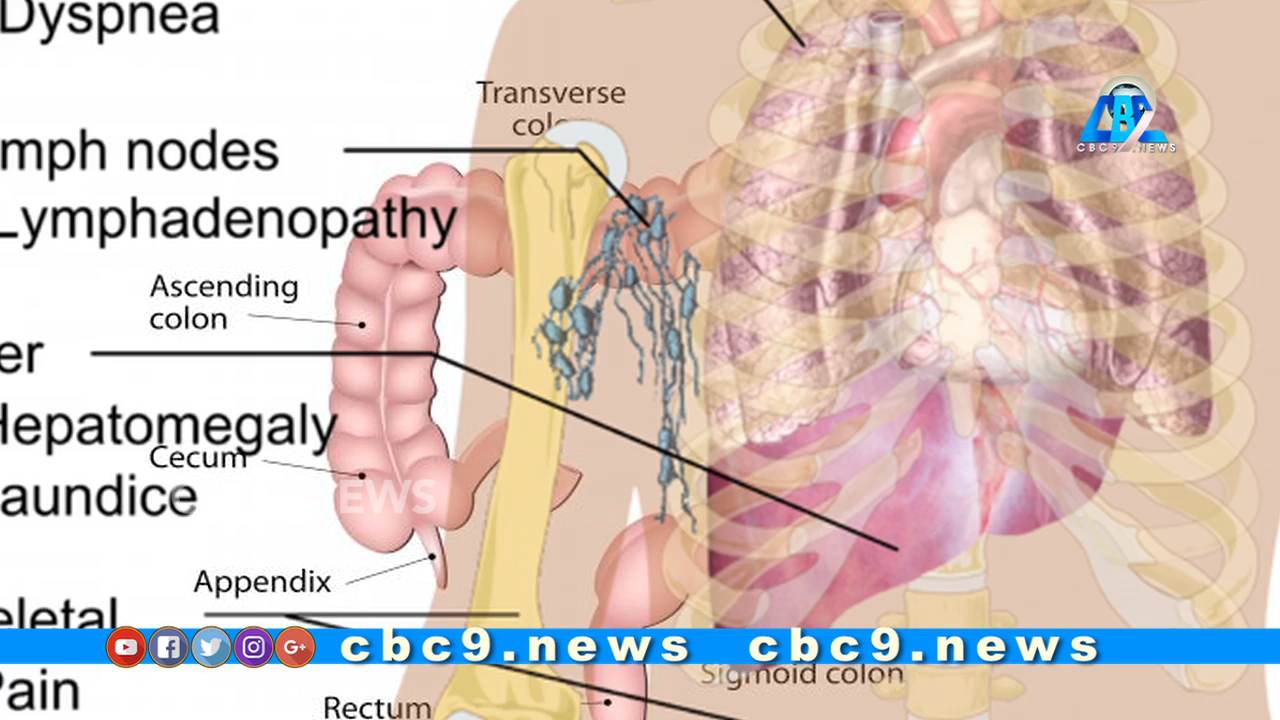 Dyspnea
Transverse
colo
mph nodes
Lymphadenopathy
Ascending
colon
er
Hepatomegaly
Cecum
aundice
EWS
Appendix
eletal
cbc9.news cbc9.news
Pain
Sigmoid colon
Rectum
CBC9 .NEWS